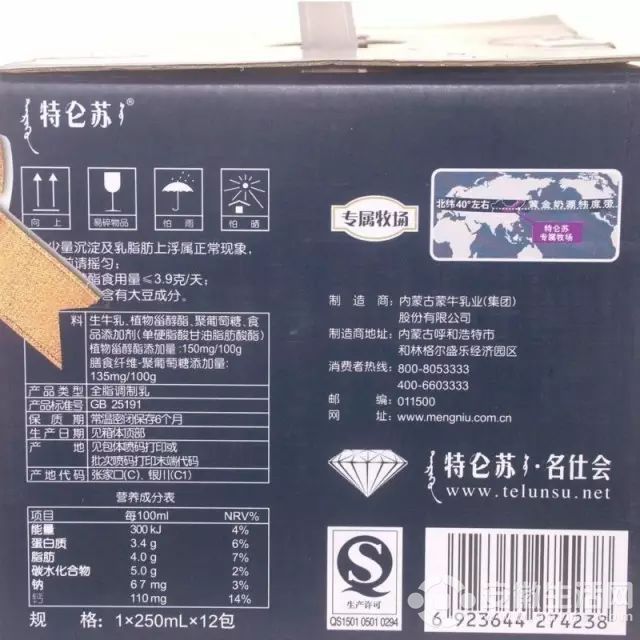 特仑苏
向上
易碎物品
怕雨
怕晒
少量沉淀及乳脂肪上浮属正常现象，
请摇匀：
酯食用量≤3.9克/天；
含有大豆成分。
料 生牛乳、植物甾醇酯、聚葡萄糖、食
品添加剂(单硬脂酸甘油脂肪酸酯)
植物甾醇酯添加量:150mg/100g
膳食纤维-聚葡萄糖添加量:
135mg/100g
产品类型 全脂调制乳
产品标准号 GB 25191
保质期 常温密闭保存6个月
生产日期 见箱体顶部
产地 见包体喷码打印或
批次喷码打印末端代码
产地代码 张家口(C)、银川(C1)
营养成分表
项目 每100ml NRV%
能量 300 kJ 4%
蛋白质 3.4 g 6%
脂肪 4.0 g 7%
碳水化合物 5.0 g 2%
钠 67 mg 3%
钙 110 mg 14%
规格: 1×250mL×12包
专属牧场
北纬40°左右 黄金奶源纬度带
特仑苏
专属牧场
制造商: 内蒙古蒙牛乳业(集团)
股份有限公司
制造商地址: 内蒙古呼和浩特市
和林格尔盛乐经济园区
消费者热线: 800-8053333
400-6603333
邮编: 011500
网址: www.mengniu.com.cn
特仑苏·名仕会
www.telunsu.net
QS
生产许可
QS1501 0501 0294
6 923644 274238
安徽生活网